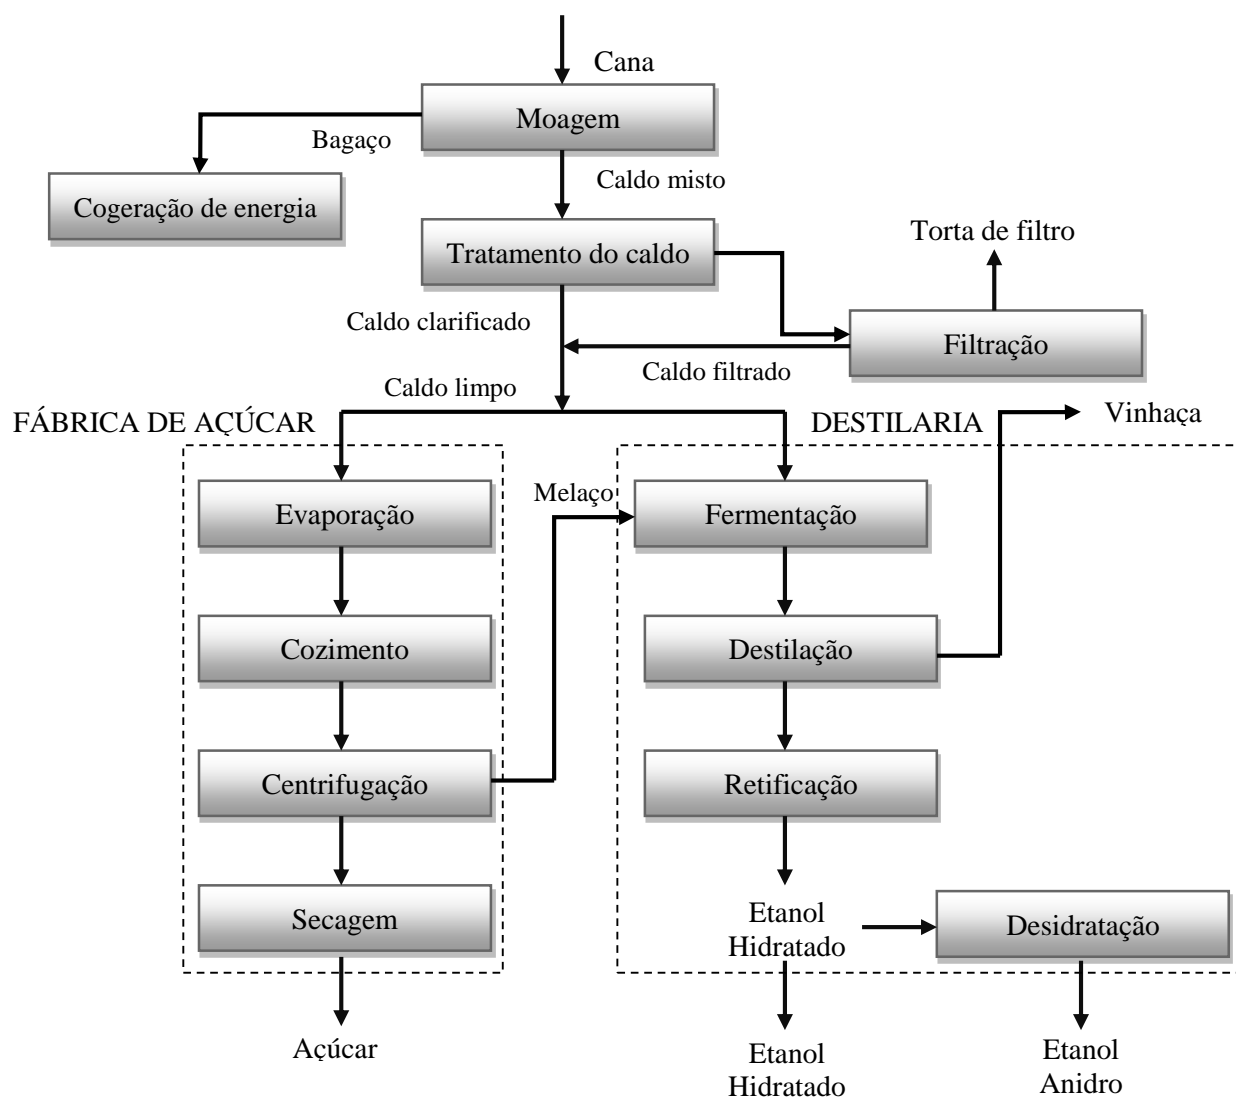 Cana
Moagem
Bagaço
Caldo misto
Cogeração de energia
Torta de filtro
Tratamento do caldo
Caldo clarificado
Filtração
Caldo filtrado
Caldo limpo
FÁBRICA DE AÇÚCAR
DESTILARIA
Vinhaça
Melaço
Evaporação
Fermentação
Cozimento
Destilação
Centrifugação
Retificação
Secagem
Etanol
Hidratado
Desidratação
Açúcar
Etanol
Hidratado
Etanol
Anidro